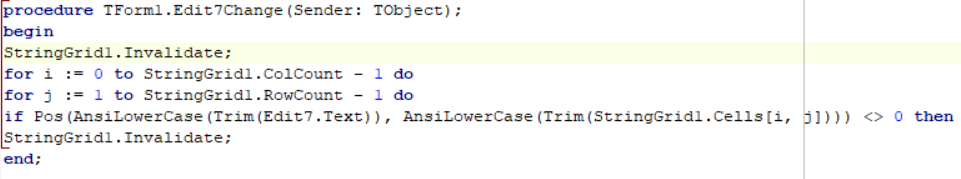 procedure TForm1.Edit7Change(Sender: TObject);
begin
StringGrid1.Invalidate;
for i := 0 to StringGrid1.ColCount - 1 do
for j := 1 to StringGrid1.RowCount - 1 do
if Pos(AnsiLowerCase(Trim(Edit7.Text)), AnsiLowerCase(Trim(StringGrid1.Cells[i, j]))) <> 0 then
StringGrid1.Invalidate;
end;